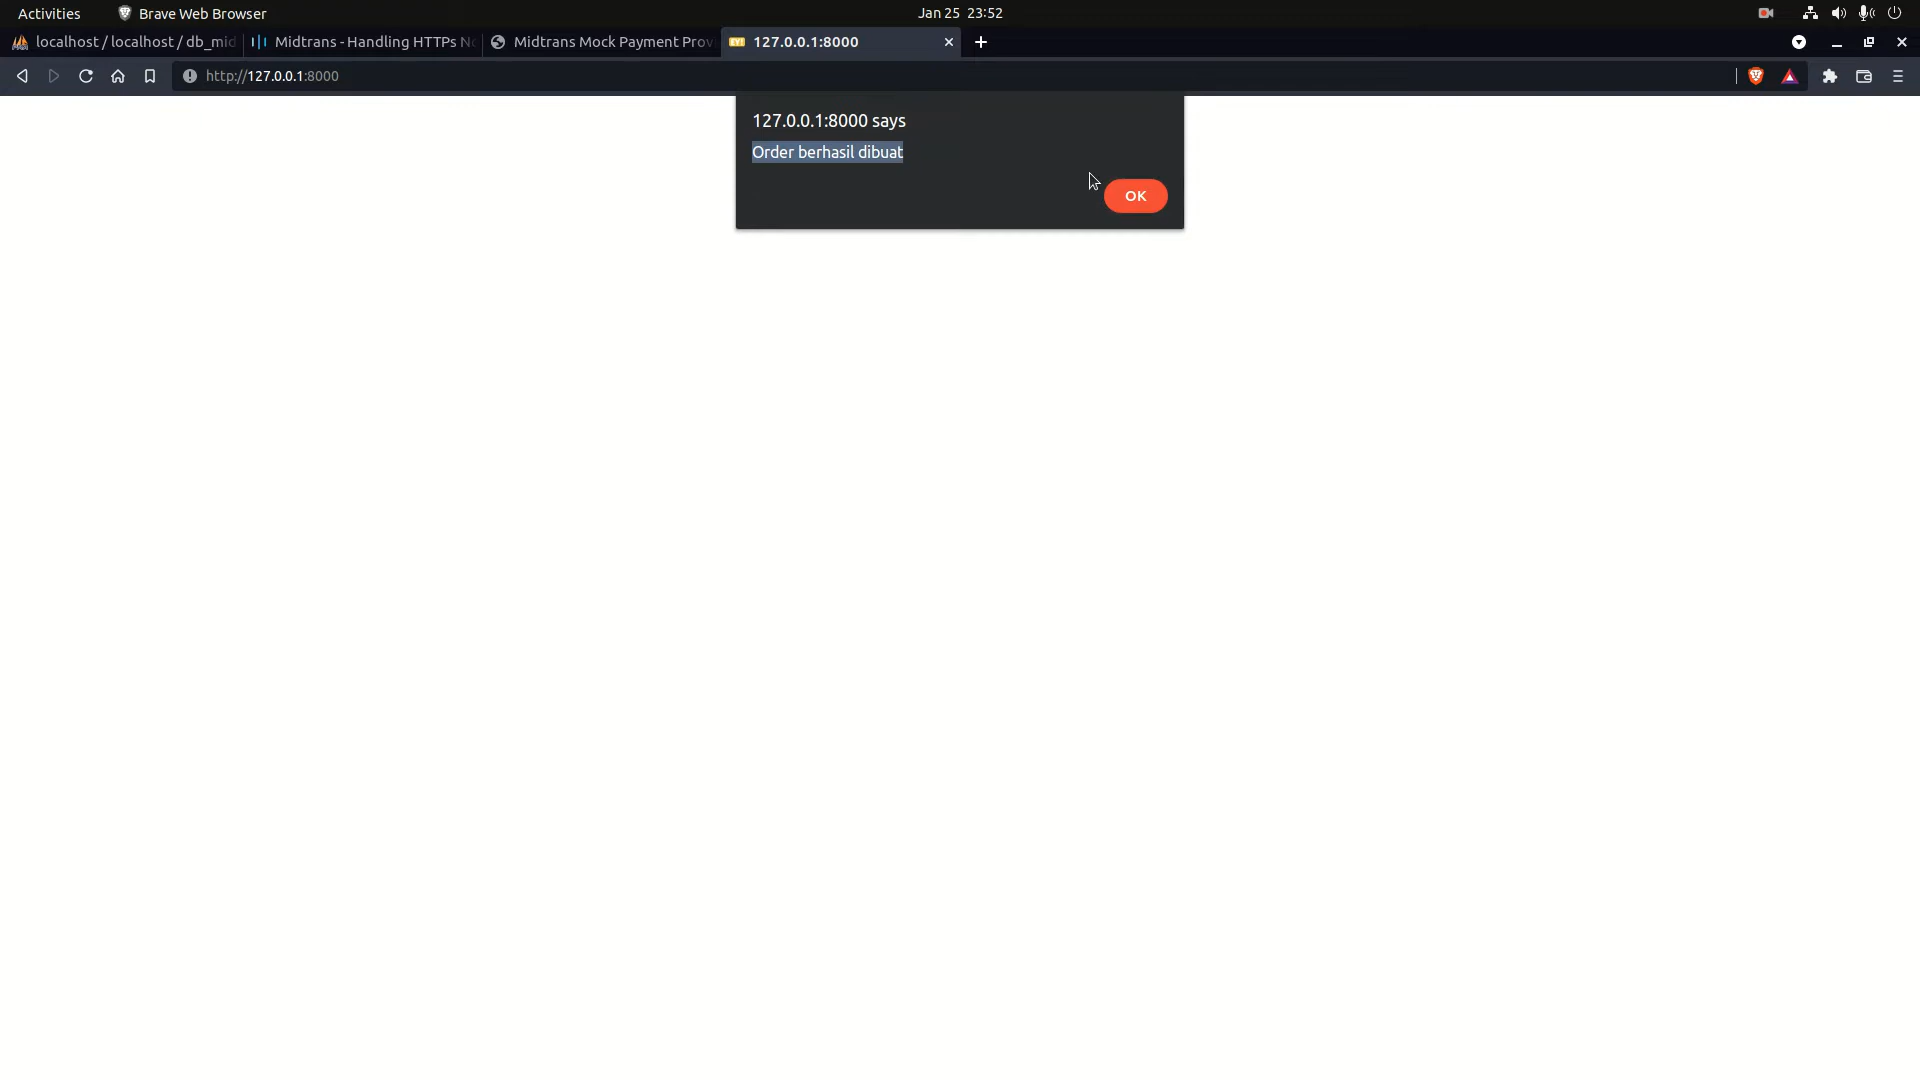 Activities
Brave Web Browser
Jan 25 23:52
localhost / localhost / db_mid
Midtrans - Handling HTTPs No
Midtrans Mock Payment Prov
127.0.0.1:8000
http://127.0.0.1:8000
127.0.0.1:8000 says
Order berhasil dibuat
OK